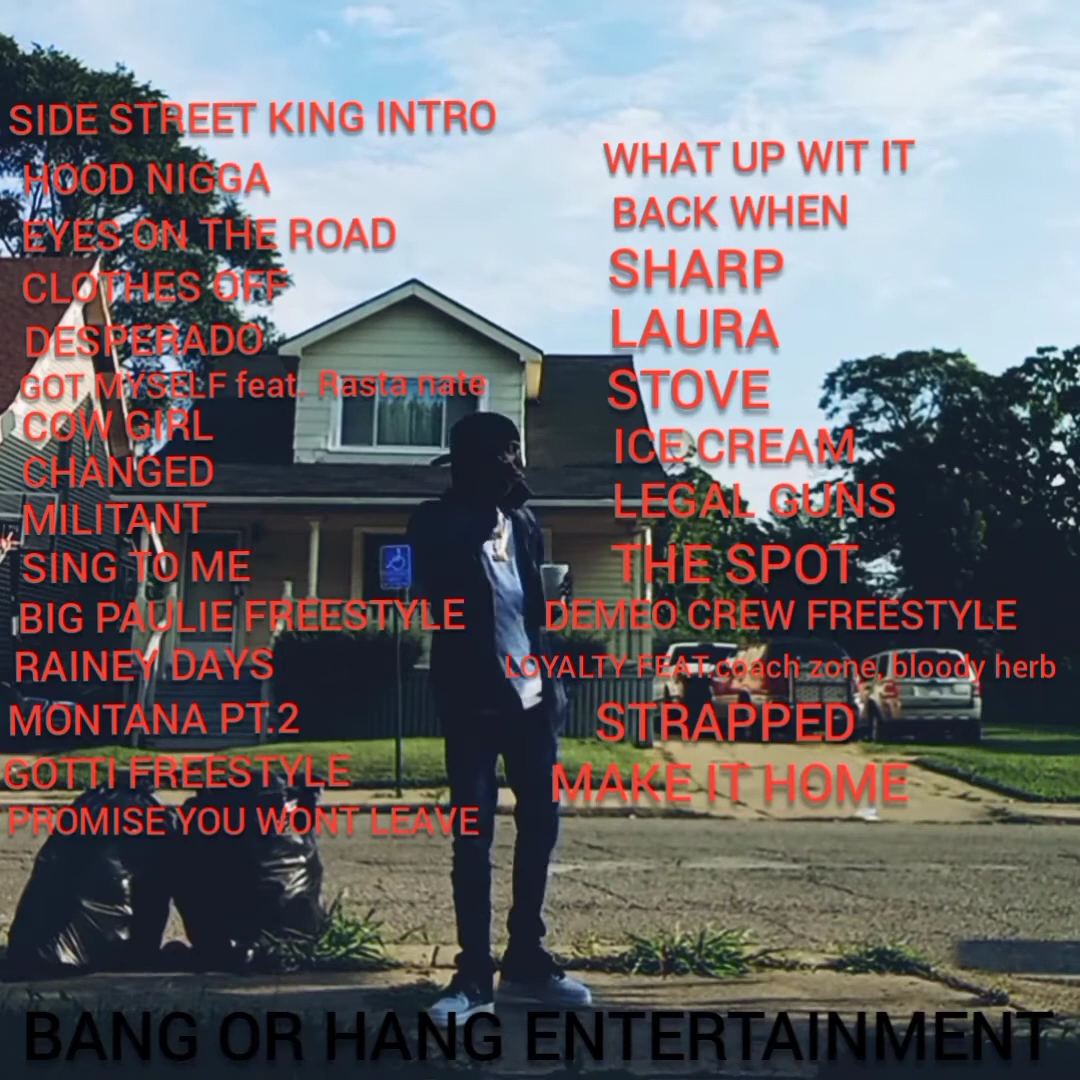 SIDE STREET KING INTRO
HOOD NIGGA
EYES ON THE ROAD
CLOTHES OFF
DESPERADO
GOT MYSELF feat. Rasta nate
COW GIRL
CHANGED
MILITANT
SING TO ME
BIG PAULIE FREESTYLE
RAINEY DAYS
MONTANA PT.2
GOTTI FREESTYLE
PROMISE YOU WONT LEAVE
WHAT UP WIT IT
BACK WHEN
SHARP
LAURA
STOVE
ICE CREAM
LEGAL GUNS
THE SPOT
DEMEO CREW FREESTYLE
LOYALTY FEAT.coach zone, bloody herb
STRAPPED
MAKE IT HOME
BANG OR HANG ENTERTAINMENT